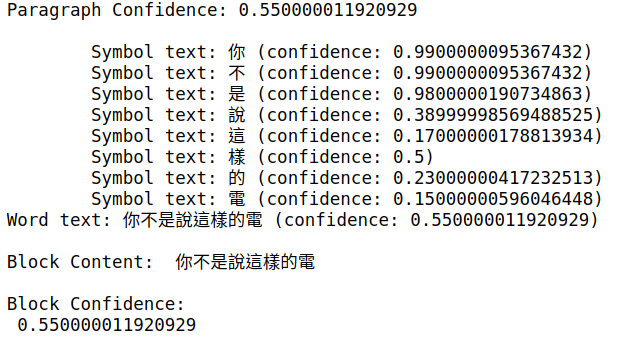 Paragraph Confidence: 0.550000011920929
Symbol text: 你 (confidence: 0.9900000095367432)
Symbol text: 不 (confidence: 0.9900000095367432)
Symbol text: 是 (confidence: 0.9800000190734863)
Symbol text: 說 (confidence: 0.38999998569488525)
Symbol text: 這 (confidence: 0.17000000178813934)
Symbol text: 樣 (confidence: 0.5)
Symbol text: 的 (confidence: 0.23000000417232513)
Symbol text: 電 (confidence: 0.15000000596046448)
Word text: 你不是說這樣的電 (confidence: 0.550000011920929)
Block Content:  你不是說這樣的電
Block Confidence:
0.550000011920929